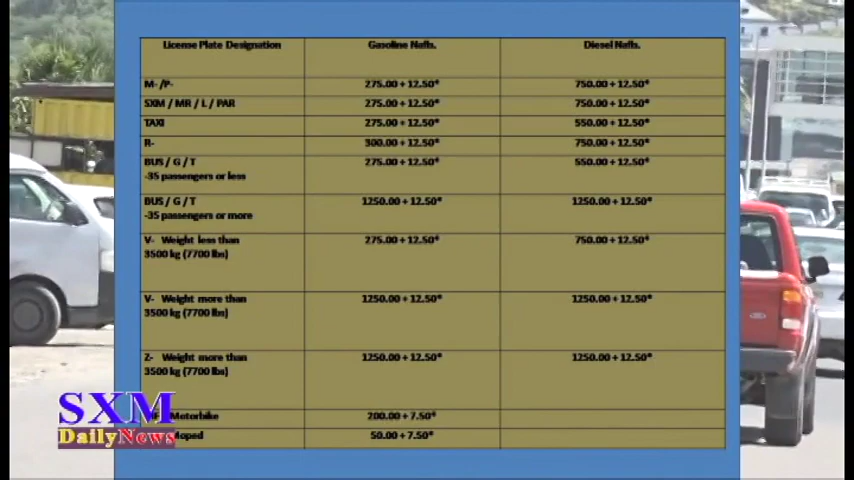 License Plate Designation Gasoline Nafls. Diesel Nafls.
M- /P- 275.00 + 12.50* 750.00 + 12.50*
SXM / MR / L / PAR 275.00 + 12.50* 750.00 + 12.50*
TAXI 275.00 + 12.50* 550.00 + 12.50*
R- 300.00 + 12.50* 750.00 + 12.50*
BUS / G / T 275.00 + 12.50* 550.00 + 12.50*
-35 passengers or less
BUS / G / T 1250.00 + 12.50* 1250.00 + 12.50*
-35 passengers or more
V- Weight less than 275.00 + 12.50* 750.00 + 12.50*
3500 kg (7700 lbs)
V- Weight more than 1250.00 + 12.50* 1250.00 + 12.50*
3500 kg (7700 lbs)
Z- Weight more than 1250.00 + 12.50* 1250.00 + 12.50*
3500 kg (7700 lbs)
Motorbike 200.00 + 7.50*
Moped 50.00 + 7.50*
SXM
DailyNews